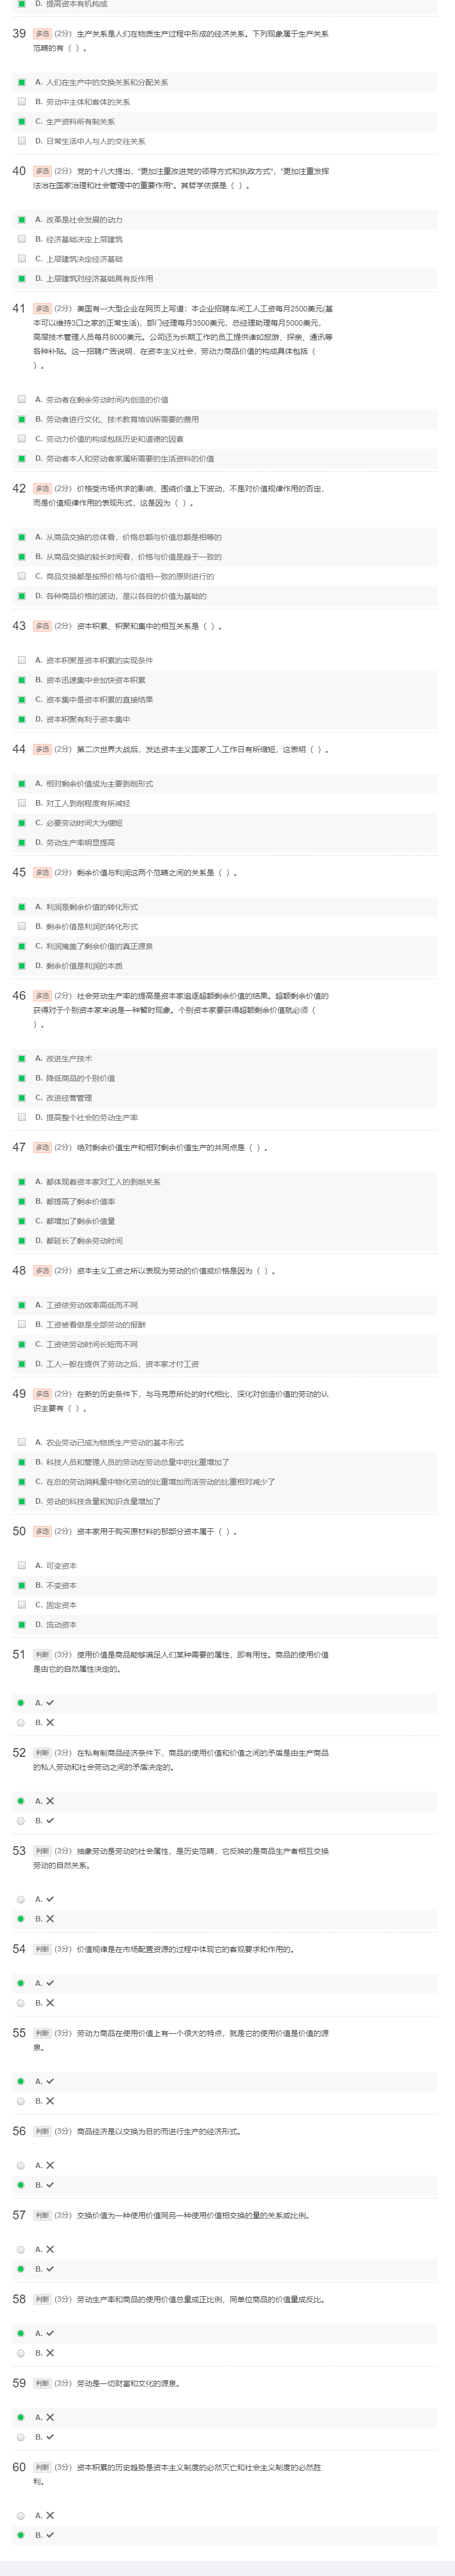 D. 提高资本有机构成
39 多选 (2分) 生产关系是人们在物质生产过程中形成的经济关系。下列现象属于生产关系
范畴的有（ ）。
A. 人们在生产中的交换关系和分配关系
B. 劳动中主体和客体的关系
C. 生产资料所有制关系
D. 日常生活中人与人的交往关系
40 多选 (2分) 党的十八大提出，“更加注重改进党的领导方式和执政方式”，“更加注重发挥
法治在国家治理和社会管理中的重要作用”。其哲学依据是（ ）。
A. 改革是社会发展的动力
B. 经济基础决定上层建筑
C. 上层建筑决定经济基础
D. 上层建筑对经济基础具有反作用
41 多选 (2分) 美国有一大型企业在网页上写道：本企业招聘车间工人工资每月2500美元(基
本可以维持3口之家的正常生活)，部门经理每月3500美元，总经理助理每月5000美元，
高层技术管理人员每月8000美元。公司还为长期工作的员工提供诸如旅游、探亲、通讯等
各种补贴。这一招聘广告说明，在资本主义社会，劳动力商品价值的构成具体包括（
）。
A. 劳动者在剩余劳动时间内创造的价值
B. 劳动者进行文化、技术教育培训所需要的费用
C. 劳动力价值的构成包括历史和道德的因素
D. 劳动者本人和劳动者家属所需要的生活资料的价值
42 多选 (2分) 价格受市场供求的影响，围绕价值上下波动，不是对价值规律作用的否定，
而是价值规律作用的表现形式，这是因为（ ）。
A. 从商品交换的总体看，价格总额与价值总额是相等的
B. 从商品交换的较长时间看，价格与价值是趋于一致的
C. 商品交换都是按照价格与价值相一致的原则进行的
D. 各种商品价格的波动，是以各自的价值为基础的
43 多选 (2分) 资本积累、积聚和集中的相互关系是（ ）。
A. 资本积聚是资本积累的实现条件
B. 资本迅速集中会加快资本积累
C. 资本集中是资本积累的直接结果
D. 资本积聚有利于资本集中
44 多选 (2分) 第二次世界大战后，发达资本主义国家工人工作日有所缩短，这表明（ ）。
A. 相对剩余价值成为主要剥削形式
B. 对工人剥削程度有所减轻
C. 必要劳动时间大为缩短
D. 劳动生产率明显提高
45 多选 (2分) 剩余价值与利润这两个范畴之间的关系是（ ）。
A. 利润是剩余价值的转化形式
B. 剩余价值是利润的转化形式
C. 利润掩盖了剩余价值的真正源泉
D. 剩余价值是利润的本质
46 多选 (2分) 社会劳动生产率的提高是资本家追逐超额剩余价值的结果。超额剩余价值的
获得对于个别资本家来说是一种暂时现象。个别资本家要获得超额剩余价值就必须（
）。
A. 改进生产技术
B. 降低商品的个别价值
C. 改进经营管理
D. 提高整个社会的劳动生产率
47 多选 (2分) 绝对剩余价值生产和相对剩余价值生产的共同点是（ ）。
A. 都体现着资本家对工人的剥削关系
B. 都提高了剩余价值率
C. 都增加了剩余价值量
D. 都延长了剩余劳动时间
48 多选 (2分) 资本主义工资之所以表现为劳动的价值或价格是因为（ ）。
A. 工资依劳动效率高低而不同
B. 工资被看做是全部劳动的报酬
C. 工资依劳动时间长短而不同
D. 工人一般在提供了劳动之后，资本家才付工资
49 多选 (2分) 在新的历史条件下，与马克思所处的时代相比，深化对创造价值的劳动的认
识主要有（ ）。
A. 农业劳动已成为物质生产劳动的基本形式
B. 科技人员和管理人员的劳动在劳动总量中的比重增加了
C. 在总的劳动消耗量中物化劳动的比重增加而活劳动的比重相对减少了
D. 劳动的科技含量和知识含量增加了
50 多选 (2分) 资本家用于购买原材料的那部分资本属于（ ）。
A. 可变资本
B. 不变资本
C. 固定资本
D. 流动资本
51 判断 (3分) 使用价值是商品能够满足人们某种需要的属性，即有用性。商品的使用价值
是由它的自然属性决定的。
A. ✔
B. ✘
52 判断 (3分) 在私有制商品经济条件下，商品的使用价值和价值之间的矛盾是由生产商品
的私人劳动和社会劳动之间的矛盾决定的。
A. ✘
B. ✔
53 判断 (3分) 抽象劳动是劳动的社会属性，是历史范畴，它反映的是商品生产者相互交换
劳动的自然关系。
A. ✔
B. ✘
54 判断 (3分) 价值规律是在市场配置资源的过程中体现它的客观要求和作用的。
A. ✔
B. ✘
55 判断 (3分) 劳动力商品在使用价值上有一个很大的特点，就是它的使用价值是价值的源
泉。
A. ✔
B. ✘
56 判断 (3分) 商品经济是以交换为目的而进行生产的经济形式。
A. ✘
B. ✔
57 判断 (3分) 交换价值为一种使用价值同另一种使用价值相交换的量的关系或比例。
A. ✘
B. ✔
58 判断 (3分) 劳动生产率和商品的使用价值总量成正比例，同单位商品的价值量成反比。
A. ✔
B. ✘
59 判断 (3分) 劳动是一切财富和文化的源泉。
A. ✘
B. ✔
60 判断 (3分) 资本积累的历史趋势是资本主义制度的必然灭亡和社会主义制度的必然胜
利。
A. ✘
B. ✔